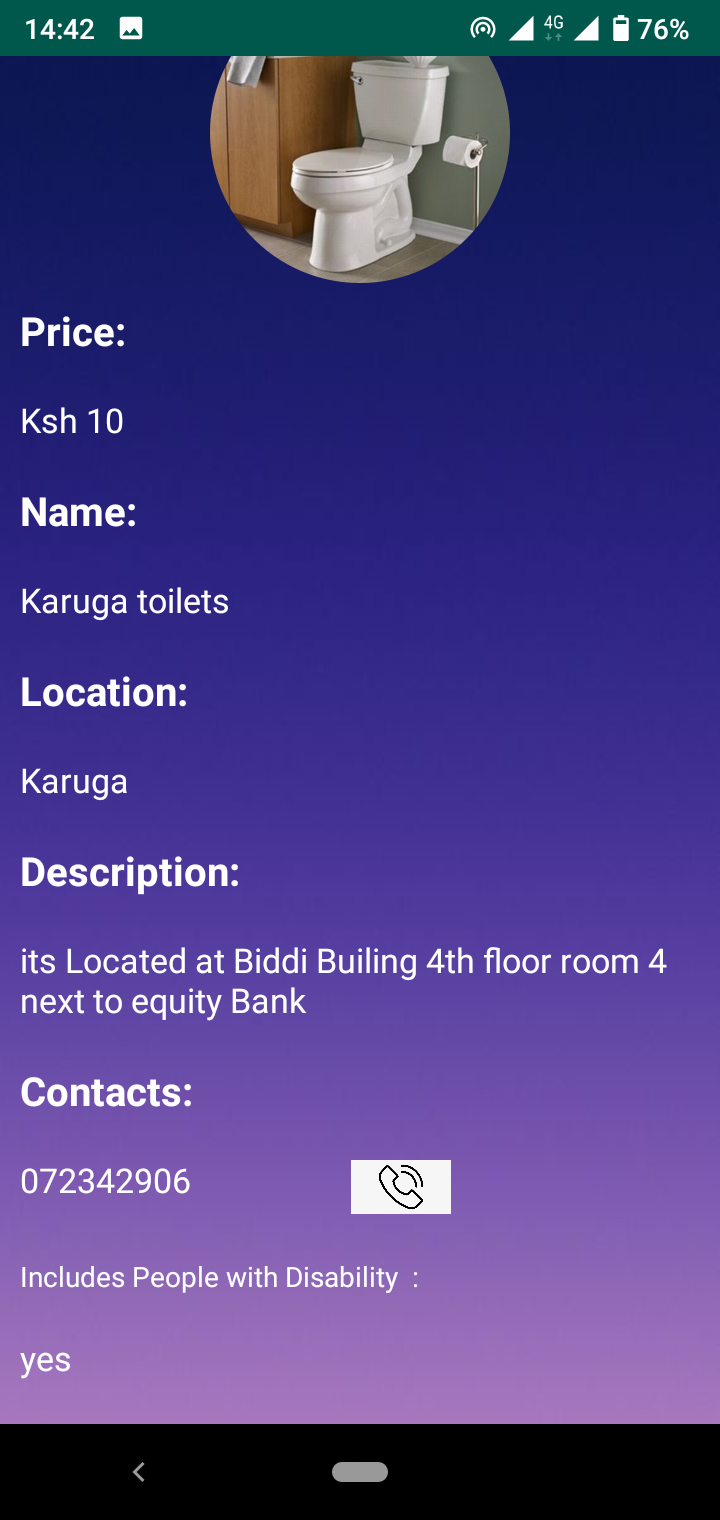 14:42
4G
76%
Price:
Ksh 10
Name:
Karuga toilets
Location:
Karuga
Description:
its Located at Biddi Builing 4th floor room 4
next to equity Bank
Contacts:
072342906
Includes People with Disability  :
yes